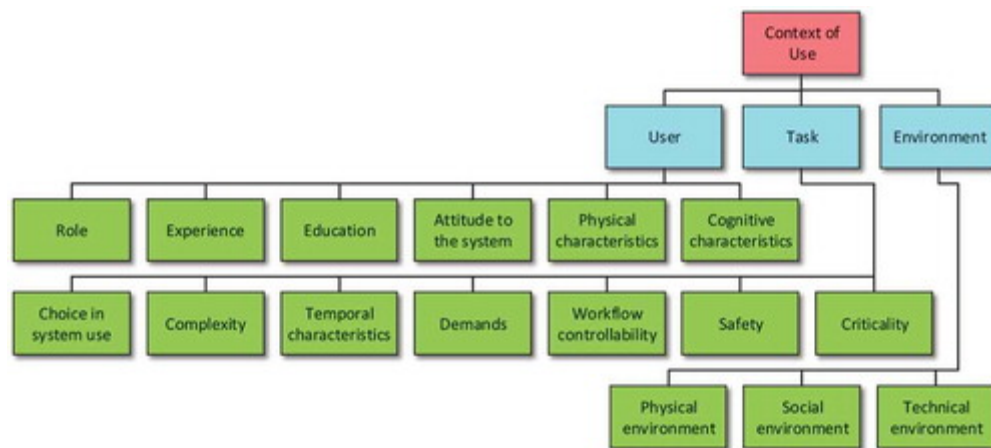 Context of
Use
User
Task
Environment
Role
Experience
Education
Attitude to
the system
Physical
characteristics
Cognitive
characteristics
Choice in
system use
Complexity
Temporal
characteristics
Demands
Workflow
controllability
Safety
Criticality
Physical
environment
Social
environment
Technical
environment